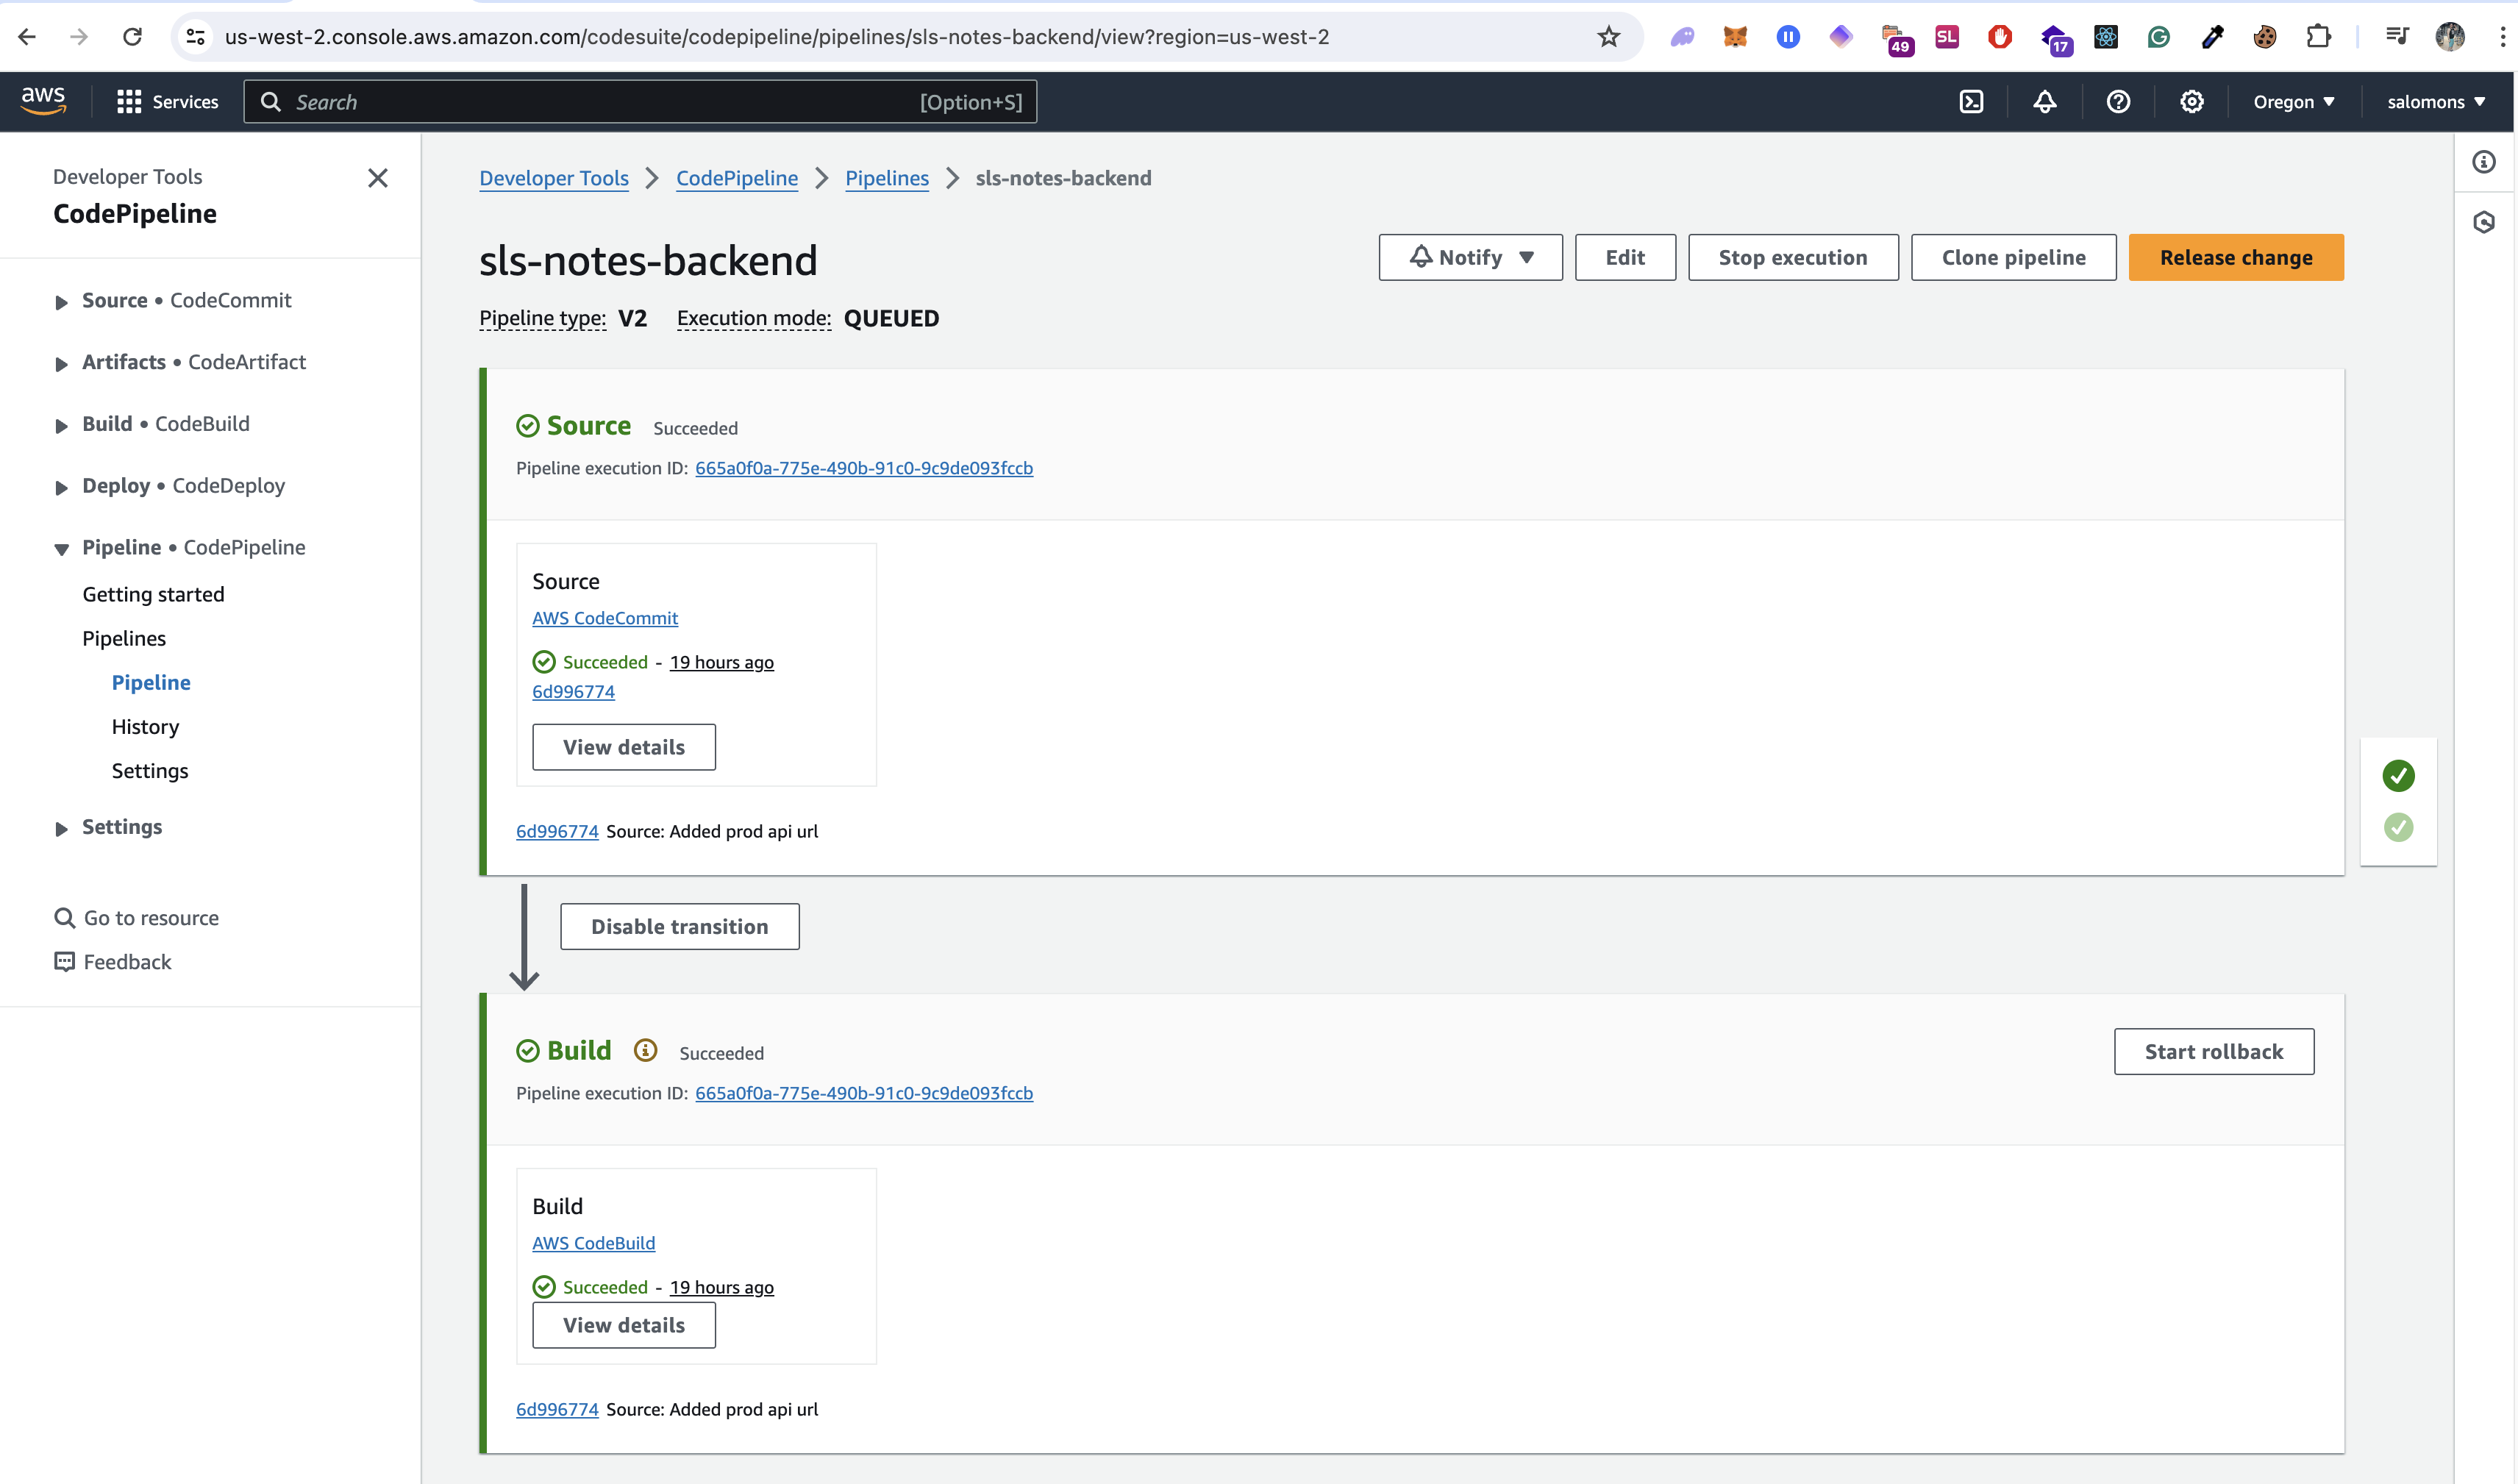 us-west-2.console.aws.amazon.com/codesuite/codepipeline/pipelines/sls-notes-backend/view?region=us-west-2
49
SL
17
aws
Services
Search
[Option+S]
Oregon
salomons
Developer Tools
CodePipeline
Source • CodeCommit
Artifacts • CodeArtifact
Build • CodeBuild
Deploy • CodeDeploy
Pipeline • CodePipeline
Getting started
Pipelines
Pipeline
History
Settings
Settings
Go to resource
Feedback
Developer Tools
CodePipeline
Pipelines
sls-notes-backend
sls-notes-backend
Notify
Edit
Stop execution
Clone pipeline
Release change
Pipeline type: V2 Execution mode: QUEUED
Source Succeeded
Pipeline execution ID: 665a0f0a-775e-490b-91c0-9c9de093fccb
Source
AWS CodeCommit
Succeeded - 19 hours ago
6d996774
View details
6d996774 Source: Added prod api url
Disable transition
Build Succeeded
Start rollback
Pipeline execution ID: 665a0f0a-775e-490b-91c0-9c9de093fccb
Build
AWS CodeBuild
Succeeded - 19 hours ago
View details
6d996774 Source: Added prod api url